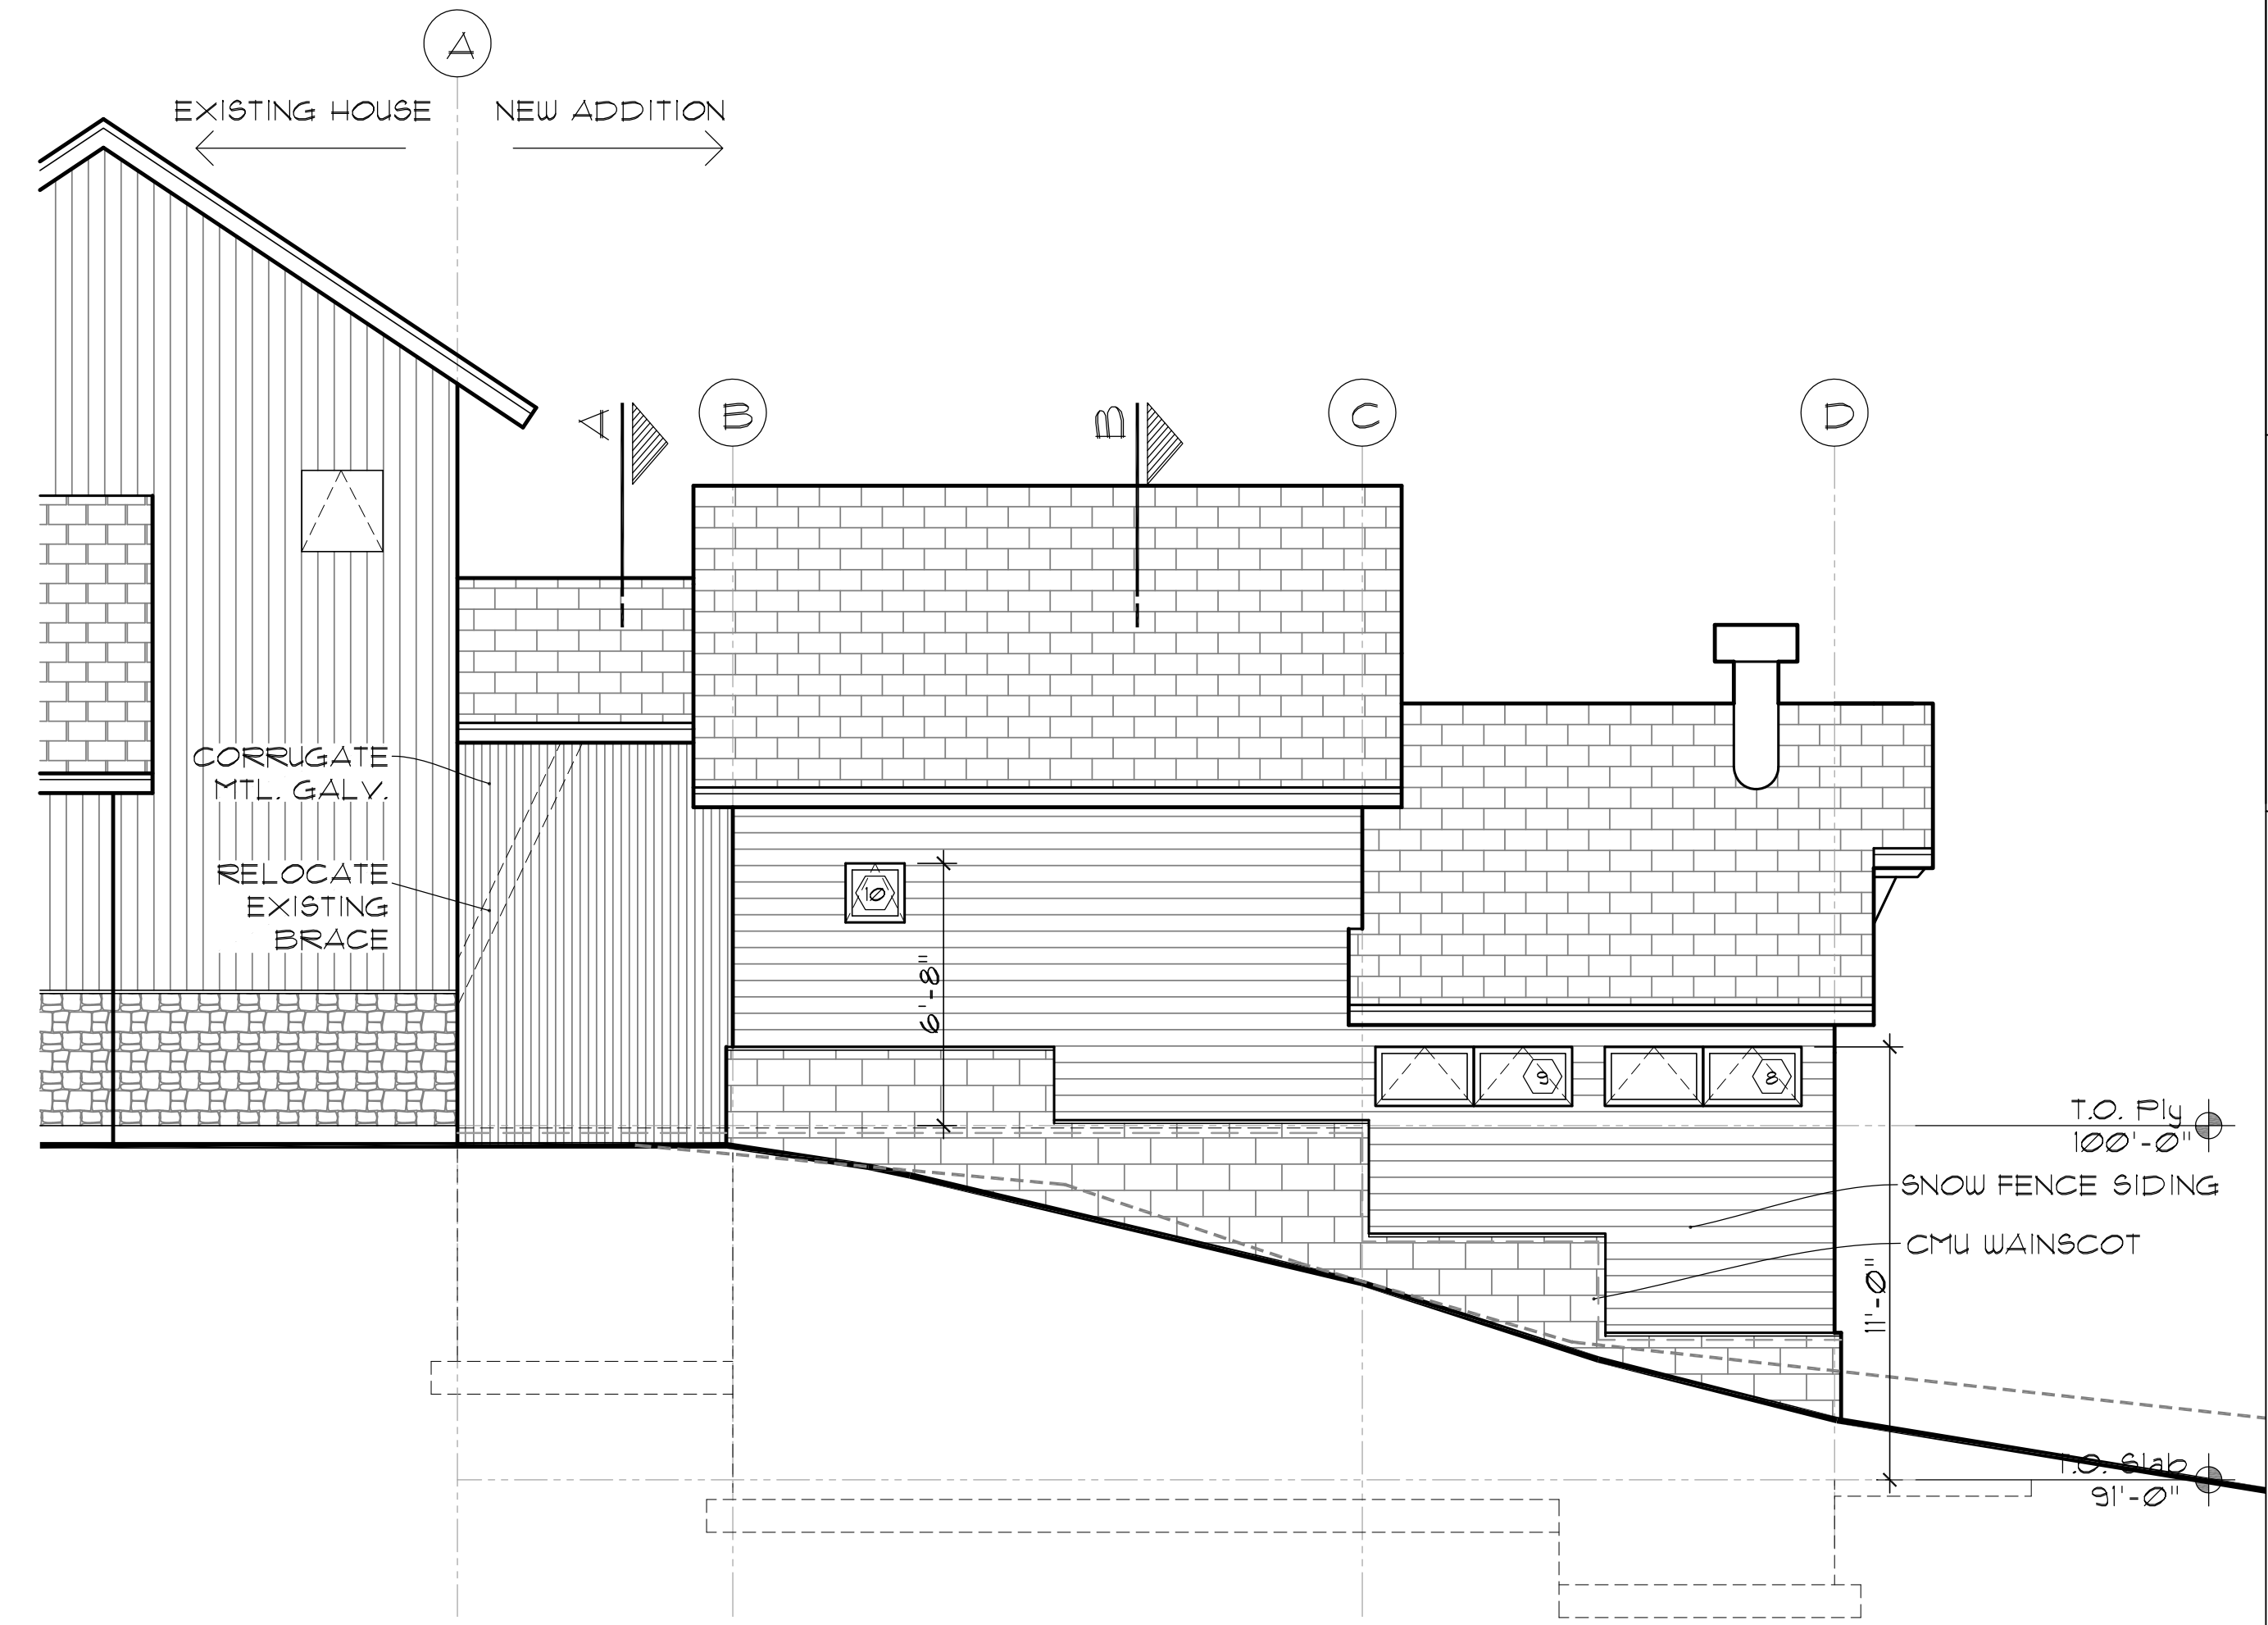 A
EXISTING HOUSE
NEW ADDITION
A
B
B
C
D
CORRUGATE
MTL. GALV.
RELOCATE
EXISTING
BRACE
10
6'-8"
9
8
T.O. Ply
100'-0"
SNOW FENCE SIDING
CMU WAINSCOT
11'-0"
T.O. Slab
91'-0"